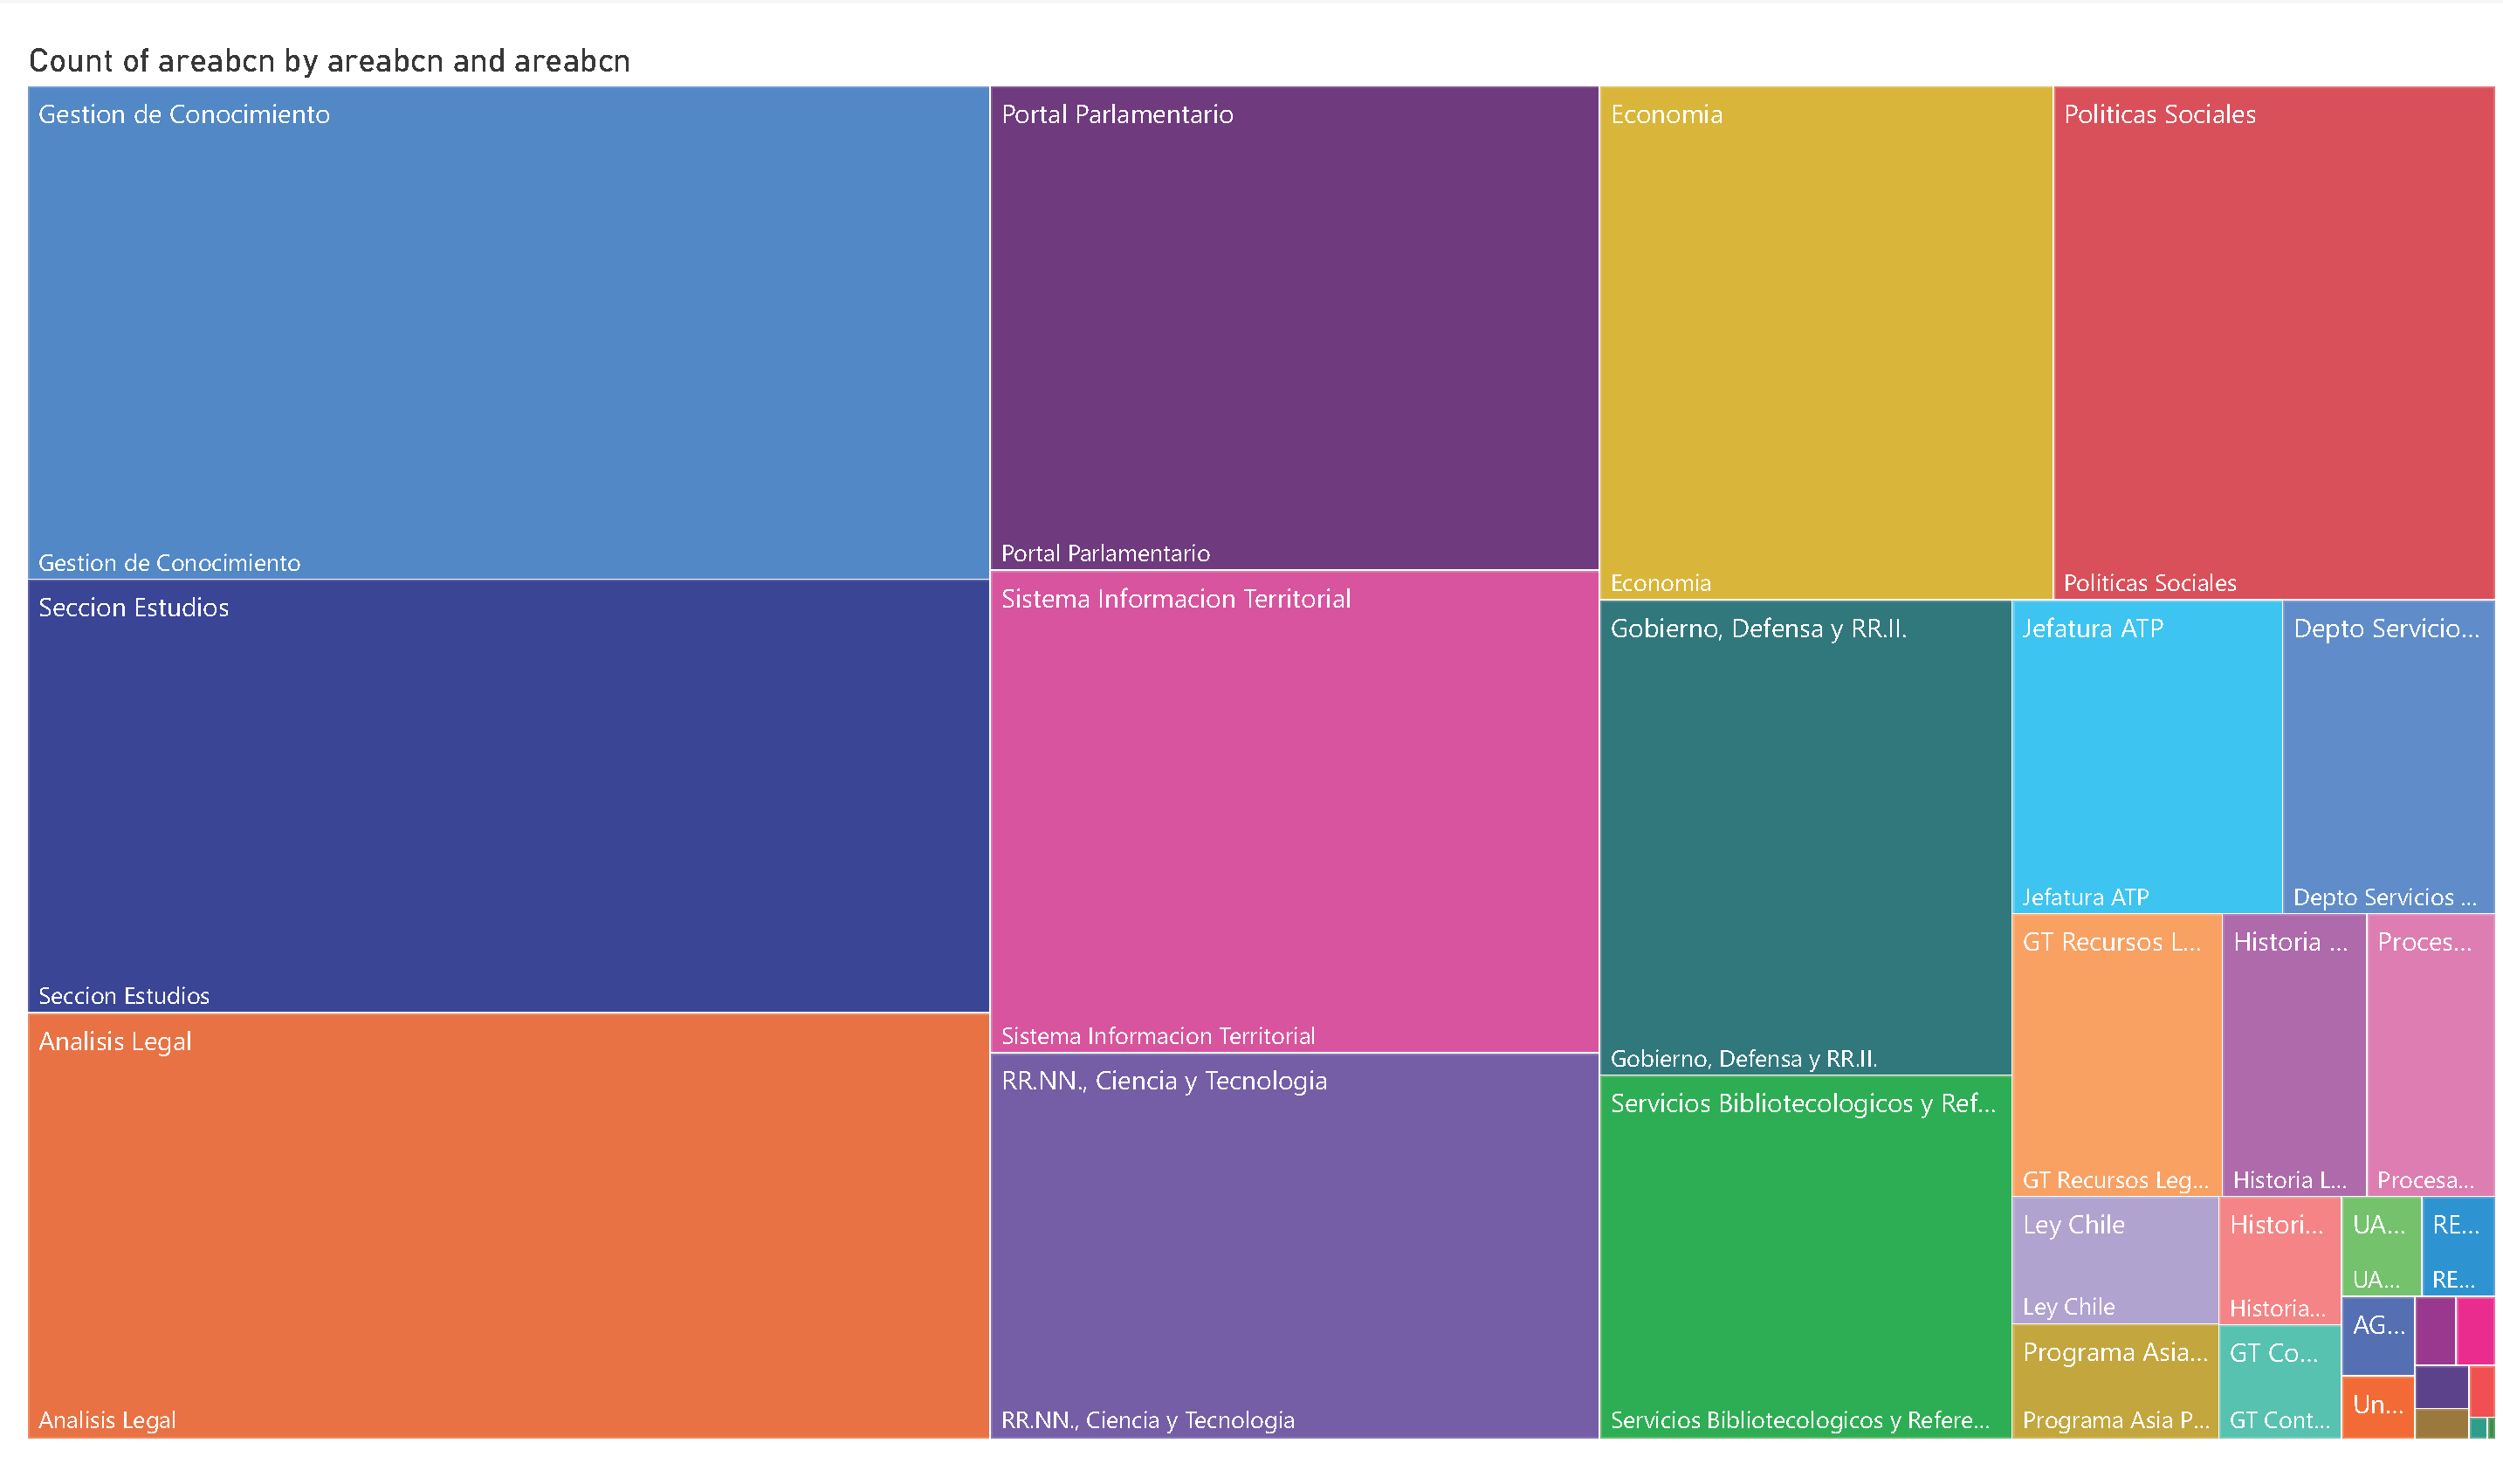 Count of areabcn by areabcn and areabcn
Gestion de Conocimiento
Gestion de Conocimiento
Seccion Estudios
Seccion Estudios
Analisis Legal
Analisis Legal
Portal Parlamentario
Portal Parlamentario
Sistema Informacion Territorial
Sistema Informacion Territorial
RR.NN., Ciencia y Tecnologia
RR.NN., Ciencia y Tecnologia
Economia
Economia
Politicas Sociales
Politicas Sociales
Gobierno, Defensa y RR.II.
Gobierno, Defensa y RR.II.
Servicios Bibliotecologicos y Ref...
Servicios Bibliotecologicos y Refere...
Jefatura ATP
Jefatura ATP
Depto Servicio...
Depto Servicios ...
GT Recursos L...
GT Recursos Leg...
Historia ...
Historia L...
Proces...
Procesa...
Ley Chile
Ley Chile
Histori...
Historia...
UA...
UA...
RE...
RE...
Programa Asia...
Programa Asia P...
GT Co...
GT Cont...
AG...
Un...